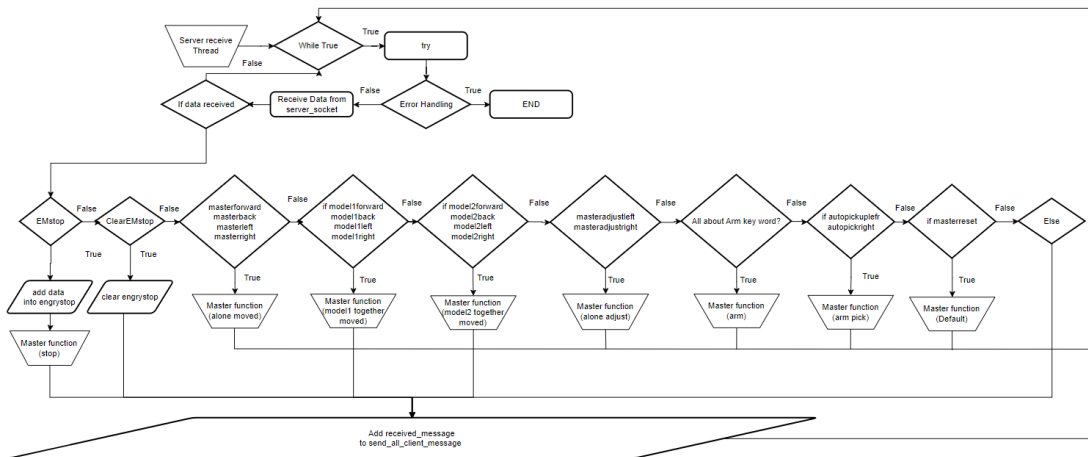 Server receive
Thread
While True
True
try
False
If data received
Receive Data from
server_socket
False
Error Handling
True
END
EMstop
False
ClearEMstop
False
masterforward
masterback
masterleft
masterright
False
if model1forward
model1back
model1left
model1right
False
if model2forward
model2back
model2left
model2right
False
masteradjustleft
masteradjustright
False
All about Arm key word?
False
if autopickuplefr
autopickright
False
if masterreset
False
Else
True
True
True
True
True
True
True
True
True
add data
into engrystop
clear engrystop
Master function
(alone moved)
Master function
(model1 together
moved)
Master function
(model2 together
moved)
Master function
(alone adjust)
Master function
(arm)
Master function
(arm pick)
Master function
(Default)
Master function
(stop)
Add received_message
to send_all_client_message